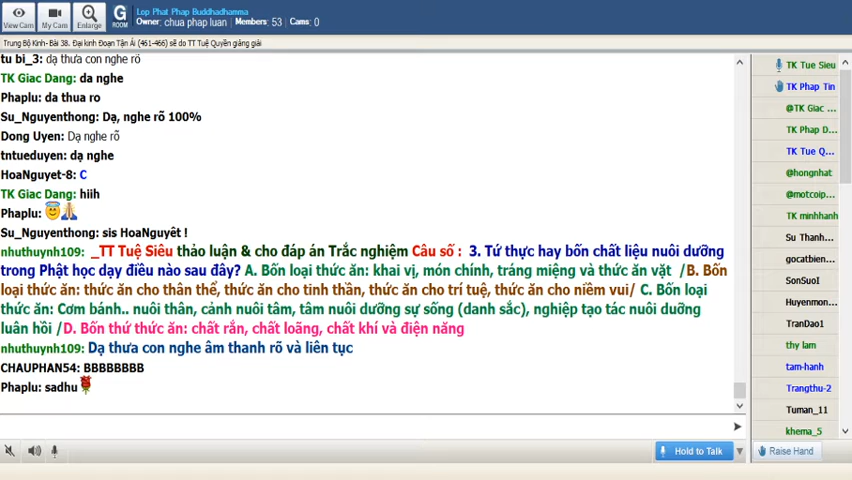 View Cam
My Cam
Enlarge
G
ROOM
Lop Phat Phap Buddhadhamma
Owner: chua phap luan Members: 53 Cams: 0
Trung Bộ Kinh- Bài 38. Đại kinh Đoạn Tận Ái (461-466) sẽ do TT Tuệ Quyền giảng giải
tu bi_3: dạ thưa con nghe rõ
TK Giac Dang: da nghe
Phaplu: da thua ro
Su_Nguyenthong: Dạ, nghe rõ 100%
Dong Uyen: Dạ nghe rõ
tntueduyen: dạ nghe
HoaNguyet-8: C
TK Giac Dang: hiih
Phaplu:
Su_Nguyenthong: sis HoaNguyêt !
nhuthuynh109: _TT Tuệ Siêu thảo luận & cho đáp án Trắc nghiệm Câu số : 3. Tứ thực hay bốn chất liệu nuôi dưỡng
trong Phật học dạy điều nào sau đây? A. Bốn loại thức ăn: khai vị, món chính, tráng miệng và thức ăn vặt /B. Bốn
loại thức ăn: thức ăn cho thân thể, thức ăn cho tinh thần, thức ăn cho trí tuệ, thức ăn cho niềm vui/ C. Bốn loại
thức ăn: Cơm bánh.. nuôi thân, cảnh nuôi tâm, tâm nuôi dưỡng sự sống (danh sắc), nghiệp tạo tác nuôi duỡng
luân hồi /D. Bốn thứ thức ăn: chất rắn, chất loãng, chất khí và điện năng
nhuthuynh109: Dạ thưa con nghe âm thanh rõ và liên tục
CHAUPHAN54: BBBBBBBB
Phaplu: sadhu
Hold to Talk
TK Tue Sieu
TK Phap Tin
@TK Giac ...
TK Phap D...
TK Tue Q...
@hongnhat
@motcoip...
TK minhhanh
Su Thanh...
gocatbien...
SonSuoI
Huyenmon...
TranDao1
thy lam
tam-hanh
Trangthu-2
Tuman_11
khema_5
Raise Hand